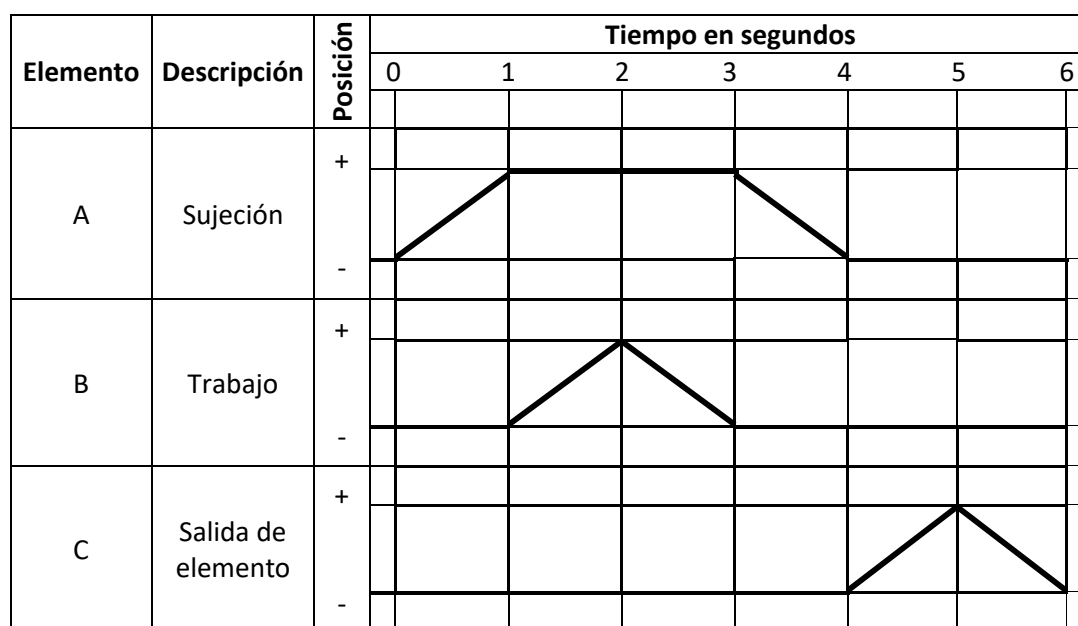 Elemento Descripción Posición Tiempo en segundos
0 1 2 3 4 5 6
+
A Sujeción
-
+
B Trabajo
-
+
C Salida de
elemento
-